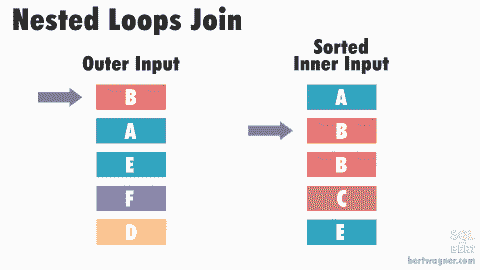 Nested Loops Join
Outer Input
B
A
E
F
D
Sorted
Inner Input
A
B
B
C
E
SQL
BERT
bertwagner.com